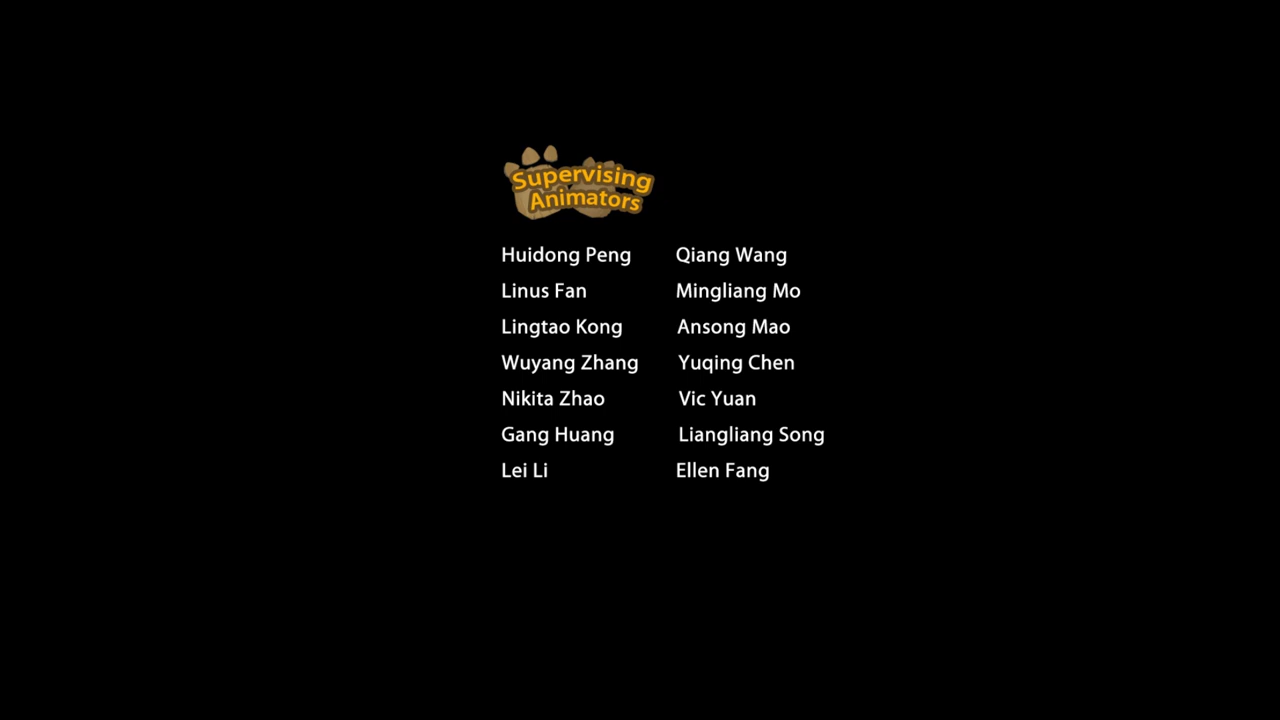 Supervising
Animators
Huidong Peng Qiang Wang
Linus Fan Mingliang Mo
Lingtao Kong Ansong Mao
Wuyang Zhang Yuqing Chen
Nikita Zhao Vic Yuan
Gang Huang Liangliang Song
Lei Li Ellen Fang